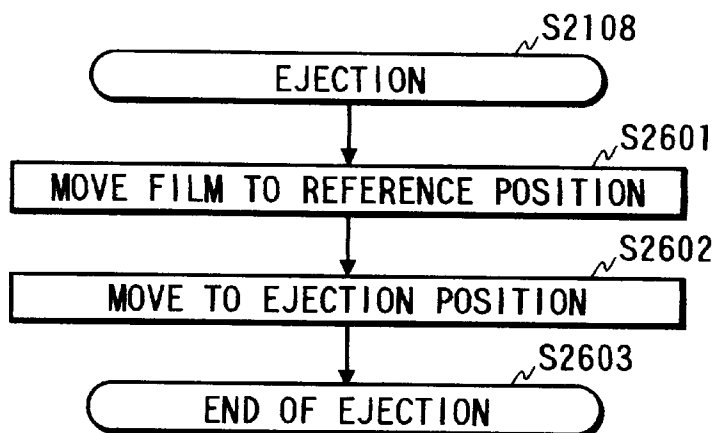 S2108
EJECTION
S2601
MOVE FILM TO REFERENCE POSITION
S2602
MOVE TO EJECTION POSITION
S2603
END OF EJECTION